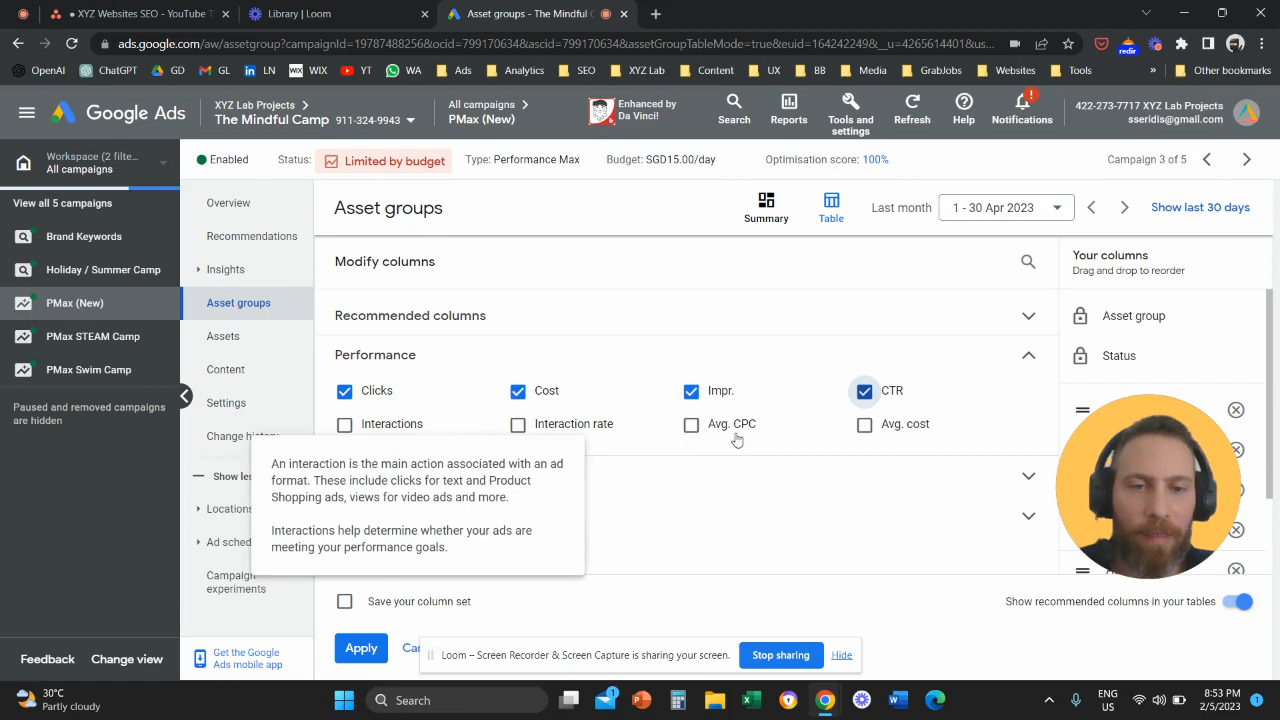 XYZ Websites SEO - YouTube T
Library | Loom
Asset groups - The Mindful C
ads.google.com/aw/assetgroup?campaignId=19787488256&ocid=799170634&ascid=799170634&assetGroupTableMode=true&euid=164242249&__u=4265614401&us...
redir
OpenAI
ChatGPT
GD
GL
LN
WIX
WIX
YT
WA
Ads
Analytics
SEO
XYZ Lab
Content
UX
BB
Media
GrabJobs
Websites
Tools
»
Other bookmarks
Google Ads
XYZ Lab Projects
The Mindful Camp 911-324-9943
All campaigns
PMax (New)
Enhanced by
Da Vinci!
Search
Reports
Tools and
settings
Refresh
Help
!
Notifications
422-273-7717 XYZ Lab Projects
sseridis@gmail.com
Workspace (2 filte...
All campaigns
Enabled
Status:
Limited by budget
Type: Performance Max
Budget: SGD15.00/day
Optimisation score: 100%
Campaign 3 of 5
View all 5 campaigns
Brand Keywords
Holiday / Summer Camp
PMax (New)
PMax STEAM Camp
PMax Swim Camp
Paused and removed campaigns
are hidden
Overview
Recommendations
Insights
Asset groups
Assets
Content
Settings
Change history
Show les
Locations
Ad sched
Campaign
experiments
Asset groups
Summary
Table
Last month
1 - 30 Apr 2023
Show last 30 days
Modify columns
Recommended columns
Performance
Clicks
Cost
Impr.
CTR
Interactions
Interaction rate
Avg. CPC
Avg. cost
Your columns
Drag and drop to reorder
Asset group
Status
An interaction is the main action associated with an ad
format. These include clicks for text and Product
Shopping ads, views for video ads and more.
Interactions help determine whether your ads are
meeting your performance goals.
Save your column set
Show recommended columns in your tables
Apply
Feedback
Change view
Get the Google
Ads mobile app
Loom – Screen Recorder & Screen Capture is sharing your screen.
Stop sharing
Hide
30°C
Partly cloudy
Search
1
ENG
US
8:53 PM
2/5/2023